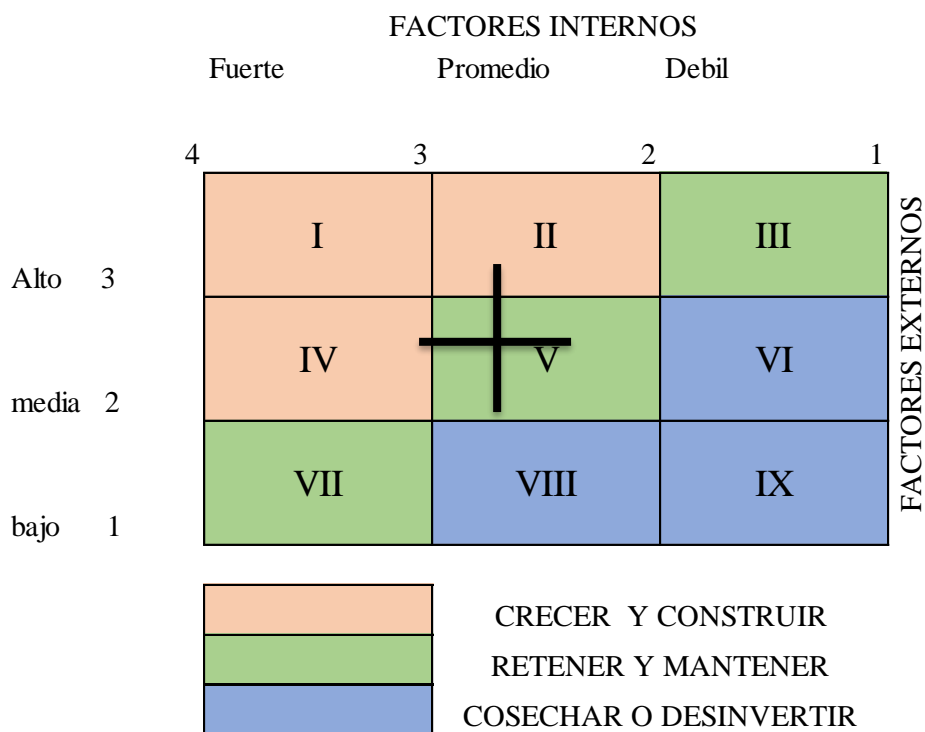 FACTORES INTERNOS
Fuerte Promedio Debil
4 3 2 1
I II III
Alto 3
IV V VI
media 2
VII VIII IX
bajo 1
FACTORES EXTERNOS
CRECER Y CONSTRUIR
RETENER Y MANTENER
COSECHAR O DESINVERTIR